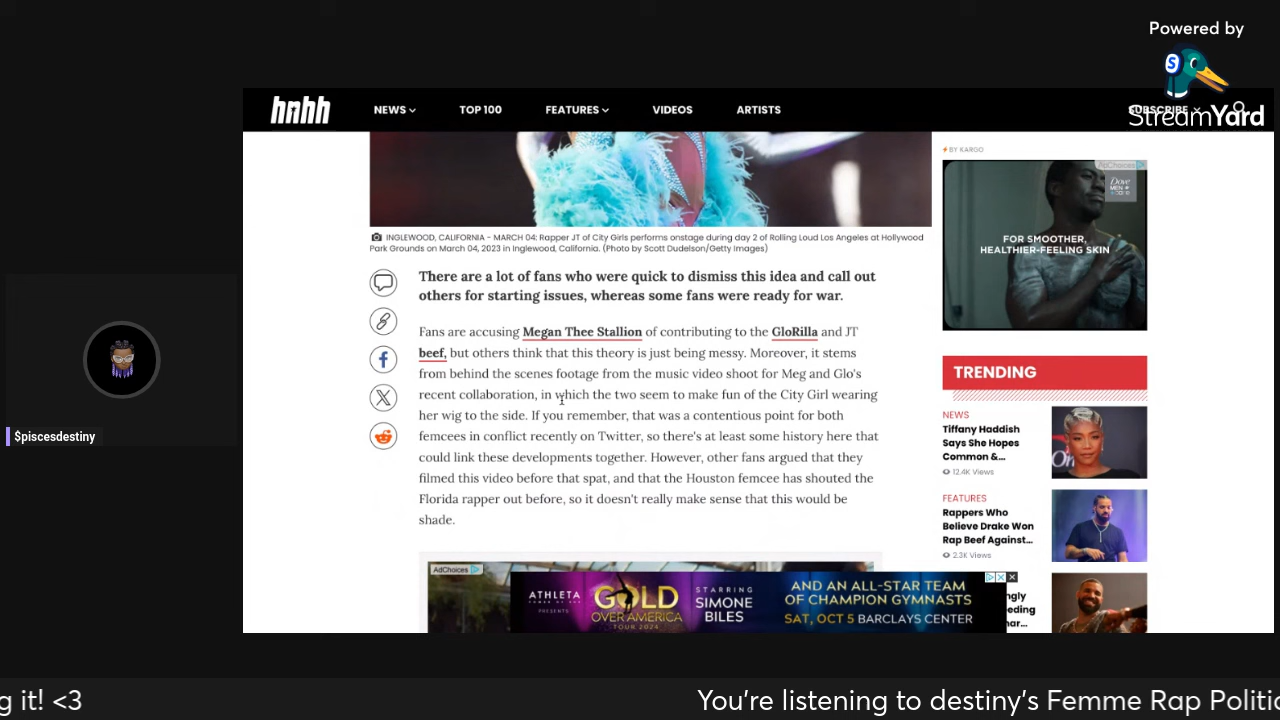 Powered by
S
StreamYard
hnhh
NEWS
TOP 100
FEATURES
VIDEOS
ARTISTS
SUBSCRIBE
INGLEWOOD, CALIFORNIA - MARCH 04: Rapper JT of City Girls performs onstage during day 2 of Rolling Loud Los Angeles at Hollywood
Park Grounds on March 04, 2023 in Inglewood, California. (Photo by Scott Dudelson/Getty Images)
There are a lot of fans who were quick to dismiss this idea and call out
others for starting issues, whereas some fans were ready for war.
Fans are accusing Megan Thee Stallion of contributing to the GloRilla and JT
beef, but others think that this theory is just being messy. Moreover, it stems
from behind the scenes footage from the music video shoot for Meg and Glo's
recent collaboration, in which the two seem to make fun of the City Girl wearing
her wig to the side. If you remember, that was a contentious point for both
femcees in conflict recently on Twitter, so there's at least some history here that
could link these developments together. However, other fans argued that they
filmed this video before that spat, and that the Houston femcee has shouted the
Florida rapper out before, so it doesn't really make sense that this would be
shade.
BY KARGO
AdChoices
Dove
MEN+
CARE
FOR SMOOTHER,
HEALTHIER-FEELING SKIN
TRENDING
NEWS
Tiffany Haddish
Says She Hopes
Common &...
12.4K Views
FEATURES
Rappers Who
Believe Drake Won
Rap Beef Against...
2.3K Views
ngly
eding
nar...
AdChoices
ATHLETA
PRESENTS
GOLD
OVER AMERICA
TOUR 2024
STARRING
SIMONE
BILES
AND AN ALL-STAR TEAM
OF CHAMPION GYMNASTS
SAT, OCT 5 BARCLAYS CENTER
$piscesdestiny
g it! <3
You're listening to destiny's Femme Rap Politic